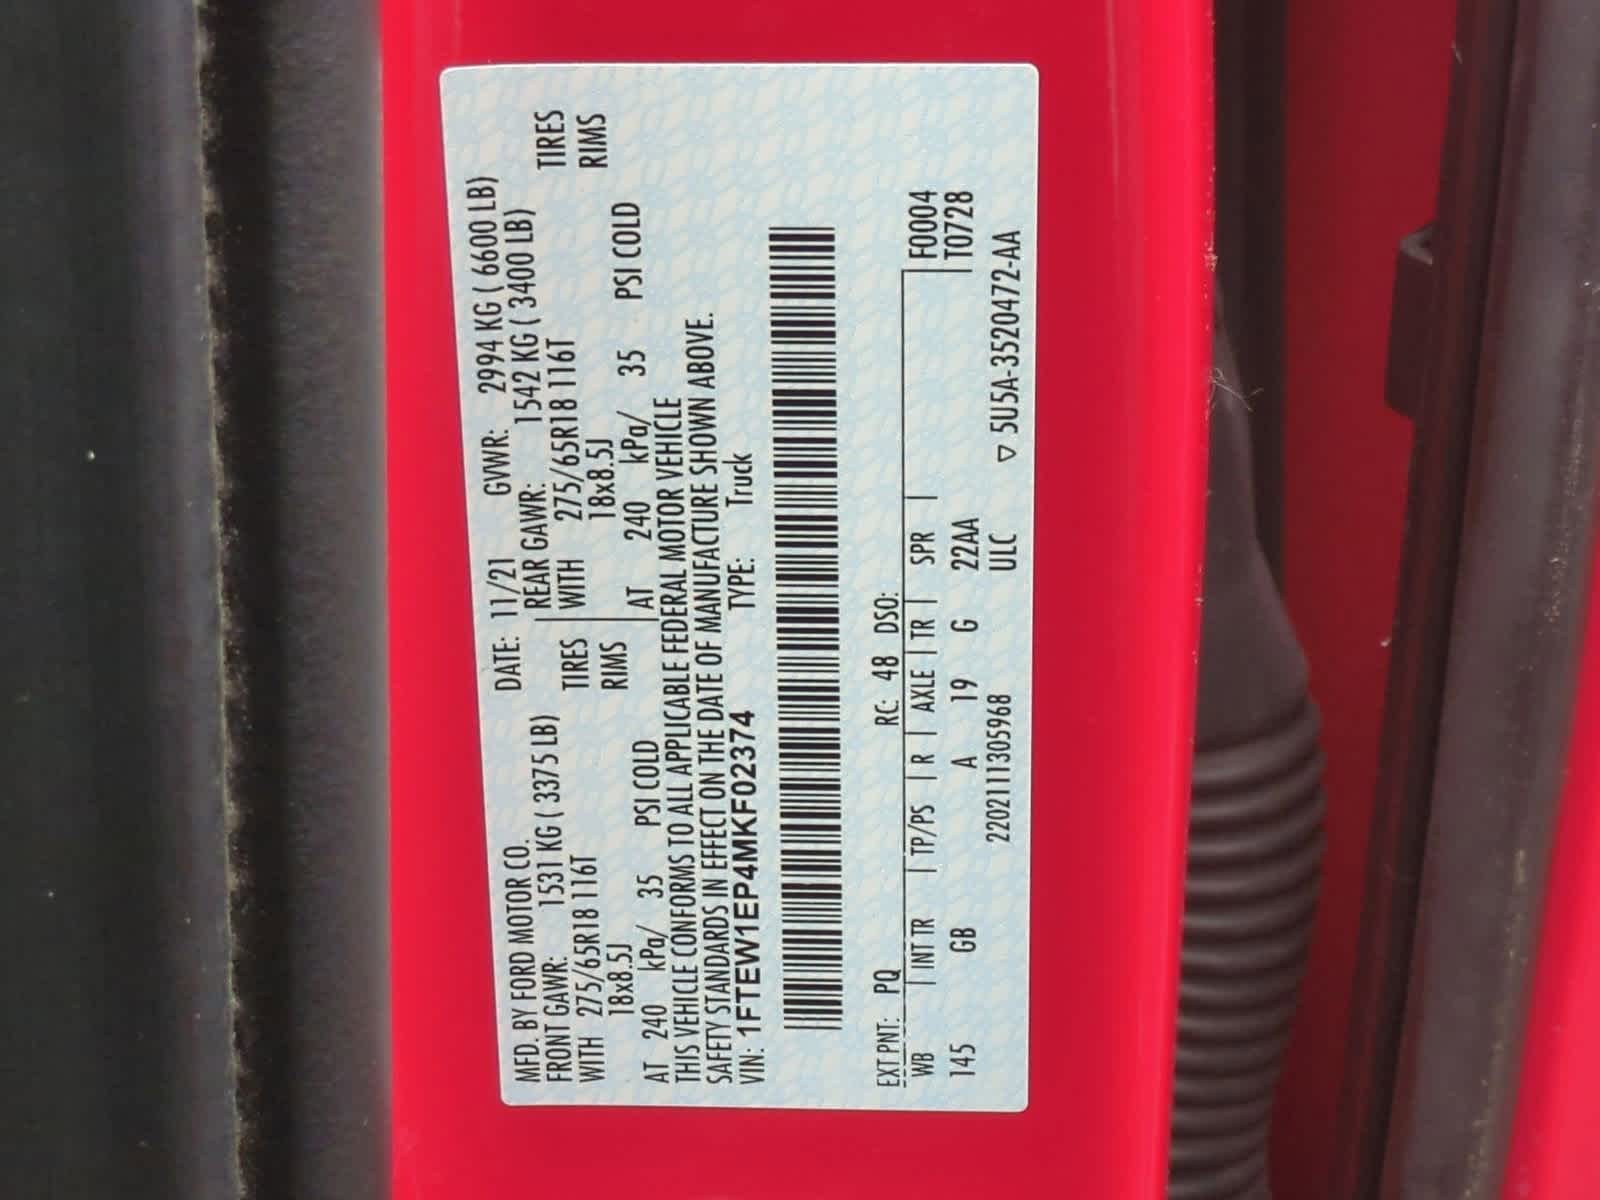 MFD. BY FORD MOTOR CO. DATE: 11/21 GVWR: 2994 KG ( 6600 LB)
FRONT GAWR: 1531 KG ( 3375 LB) REAR GAWR: 1542 KG ( 3400 LB)
WITH 275/65R18 116T TIRES WITH 275/65R18 116T TIRES
18x8.5J RIMS 18x8.5J RIMS
AT 240 kPa/ 35 PSI COLD AT 240 kPa/ 35 PSI COLD
THIS VEHICLE CONFORMS TO ALL APPLICABLE FEDERAL MOTOR VEHICLE
SAFETY STANDARDS IN EFFECT ON THE DATE OF MANUFACTURE SHOWN ABOVE.
VIN: 1FTEW1EP4MKF02374 TYPE: Truck
EXT PNT: PQ RC: 48 DSO:
WB INT TR TP/PS R AXLE TR SPR F0004
145 GB A 19 G 22AA T0728
2202111305968 ULC ▽ 5U5A-3520472-AA